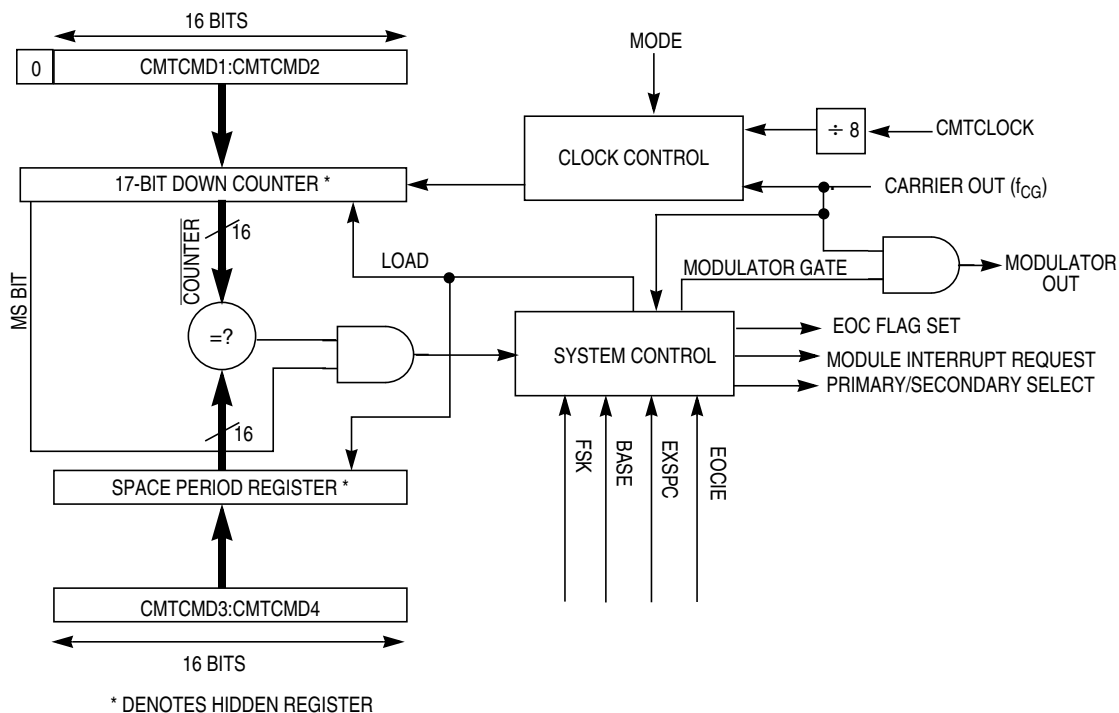 16 BITS
MODE
0
CMTCMD1:CMTCMD2
÷ 8
CMTCLOCK
CLOCK CONTROL
17-BIT DOWN COUNTER *
CARRIER OUT (fCG)
16
COUNTER
LOAD
MODULATOR GATE
MODULATOR
OUT
MS BIT
=?
EOC FLAG SET
SYSTEM CONTROL
MODULE INTERRUPT REQUEST
PRIMARY/SECONDARY SELECT
16
FSK
BASE
EXSPC
EOCIE
SPACE PERIOD REGISTER *
CMTCMD3:CMTCMD4
16 BITS
* DENOTES HIDDEN REGISTER